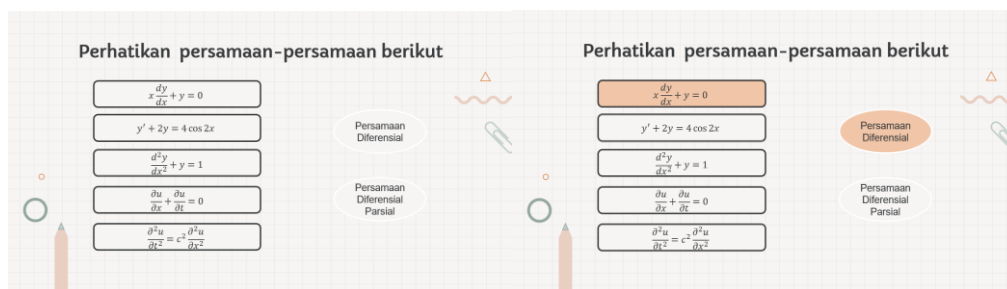 Perhatikan persamaan-persamaan berikut
x dy/dx + y = 0
y′ + 2y = 4 cos 2x
d²y/dx² + y = 1
∂u/∂x + ∂u/∂t = 0
∂²u/∂t² = c² ∂²u/∂x²
Persamaan
Diferensial
Persamaan
Diferensial
Parsial
Perhatikan persamaan-persamaan berikut
x dy/dx + y = 0
y′ + 2y = 4 cos 2x
d²y/dx² + y = 1
∂u/∂x + ∂u/∂t = 0
∂²u/∂t² = c² ∂²u/∂x²
Persamaan
Diferensial
Persamaan
Diferensial
Parsial